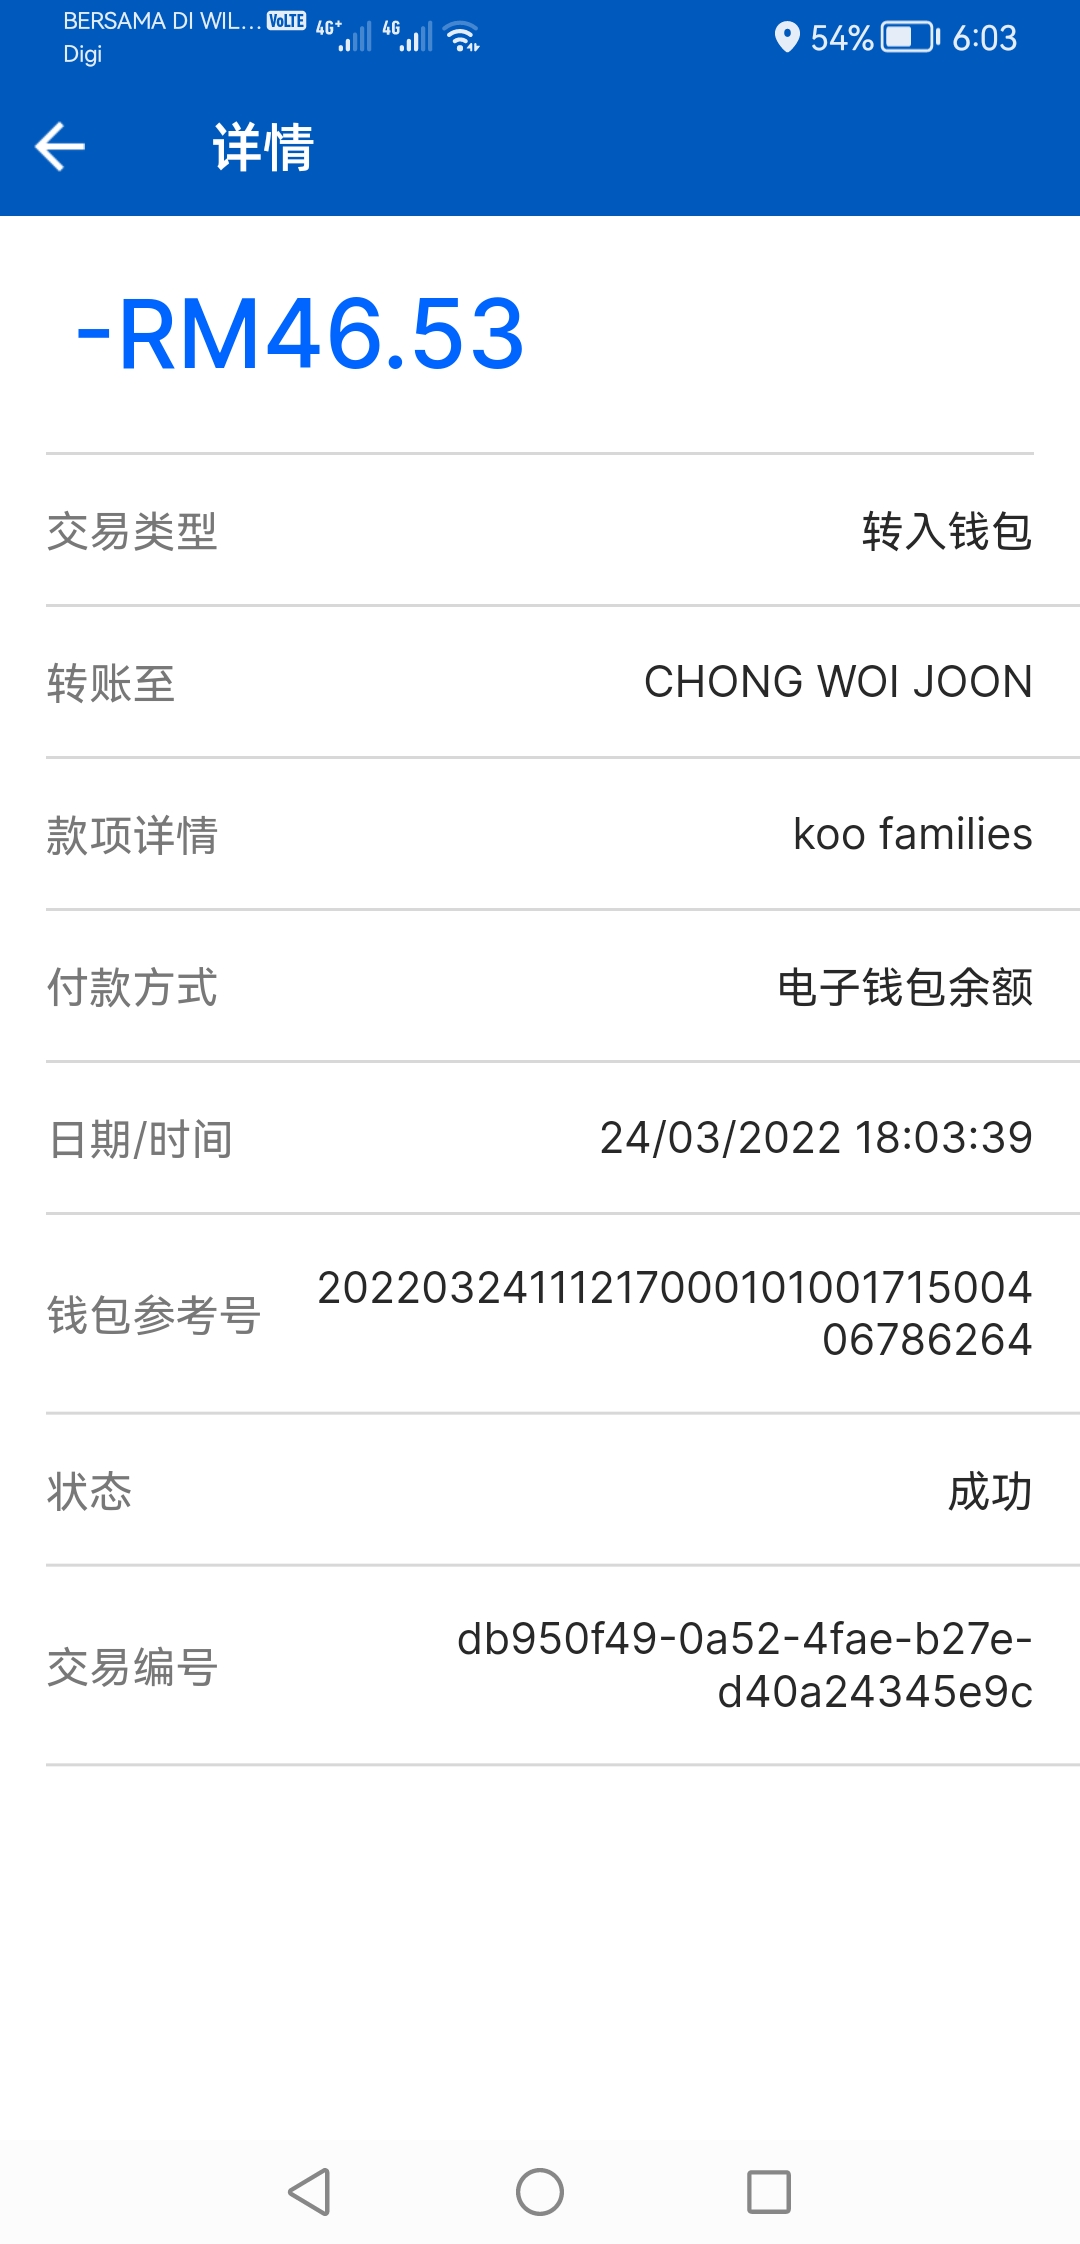 BERSAMA DI WIL... VoLTE 4G+ 4G 54% 6:03
Digi
详情
-RM46.53
交易类型 转入钱包
转账至 CHONG WOI JOON
款项详情 koo families
付款方式 电子钱包余额
日期/时间 24/03/2022 18:03:39
钱包参考号 20220324111217000101001715004
06786264
状态 成功
交易编号 db950f49-0a52-4fae-b27e-
d40a24345e9c